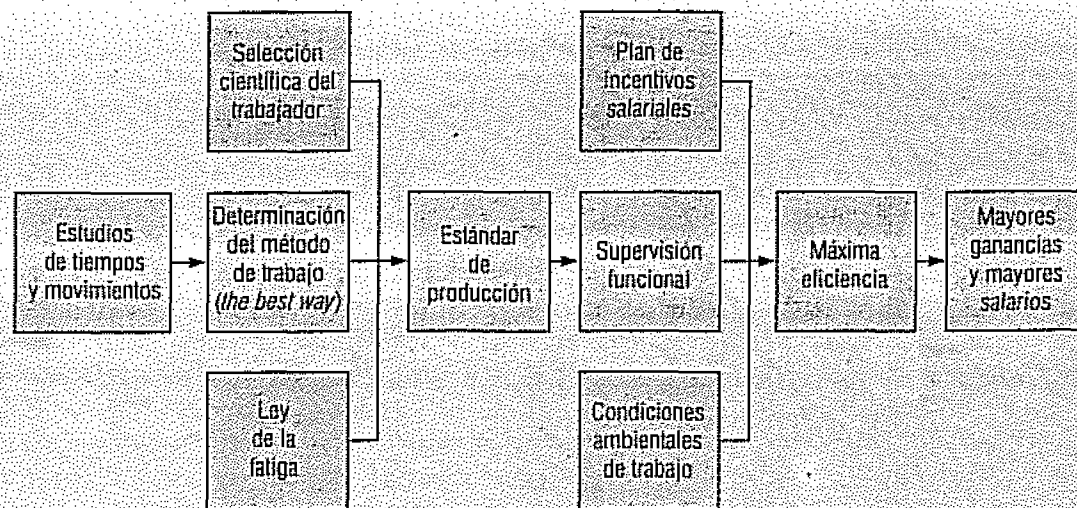 Selección
científica del
trabajador
Plan de
incentivos
salariales
Estudios
de tiempos
y movimientos
Determinación
del método
de trabajo
(the best way)
Estándar
de
producción
Supervisión
funcional
Máxima
eficiencia
Mayores
ganancias
y mayores
salarios
Ley
de la
fatiga
Condiciones
ambientales
de trabajo